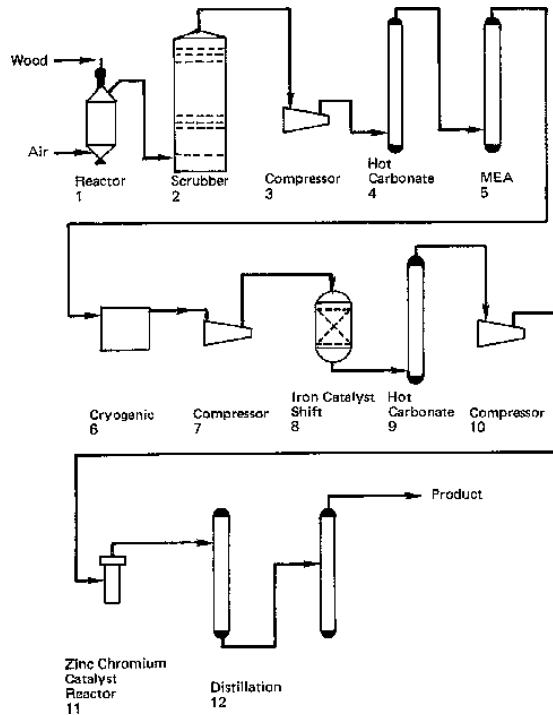 Wood
Air
Reactor
1
Scrubber
2
Compressor
3
Hot
Carbonate
4
MEA
5
Cryogenic
6
Compressor
7
Iron Catalyst
Shift
8
Hot
Carbonate
9
Compressor
10
Product
Zinc Chromium
Catalyst
Reactor
11
Distillation
12